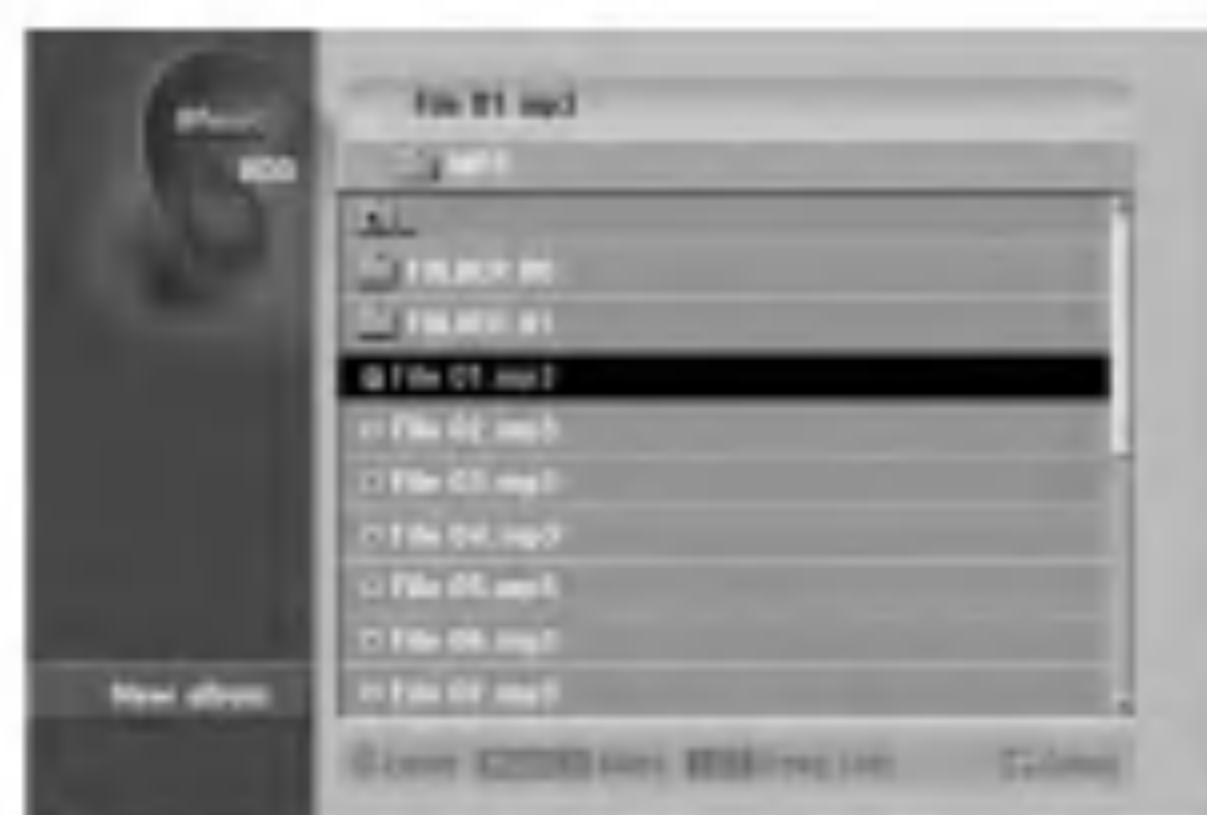 Music
HDD
File 01.mp3
MP3
..
FOLDER 00
FOLDER 01
File 01.mp3
File 02.mp3
File 03.mp3
File 04.mp3
File 05.mp3
File 06.mp3
File 07.mp3
New album